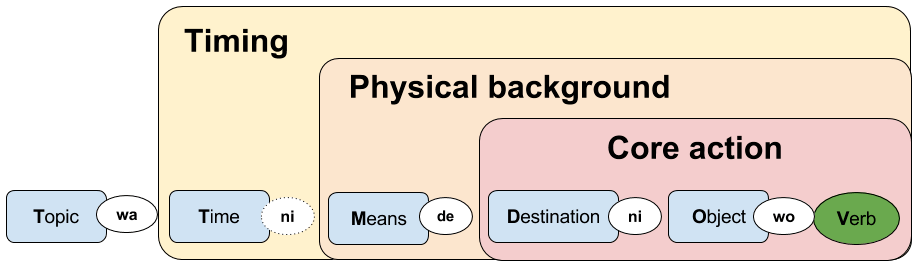 Timing
Physical background
Core action
Topic wa Time ni Means de Destination ni Object wo Verb